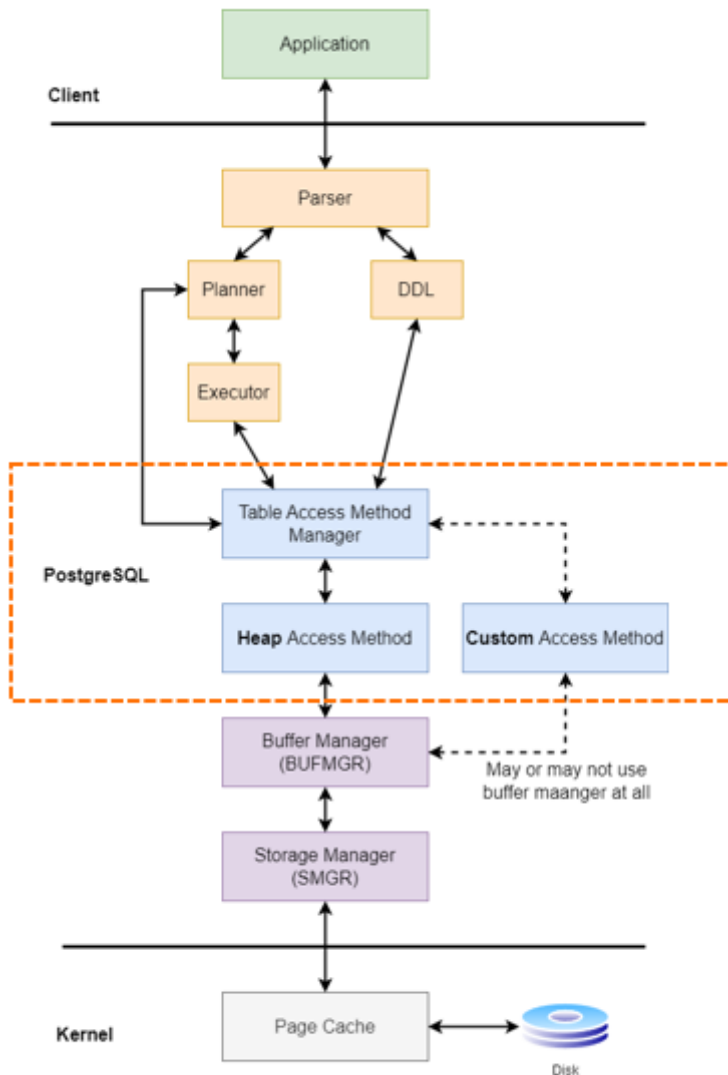 Application
Client
Parser
Planner
DDL
Executor
Table Access Method
Manager
PostgreSQL
Heap Access Method
Custom Access Method
Buffer Manager
(BUFMGR)
May or may not use
buffer maanger at all
Storage Manager
(SMGR)
Page Cache
Kernel
Disk